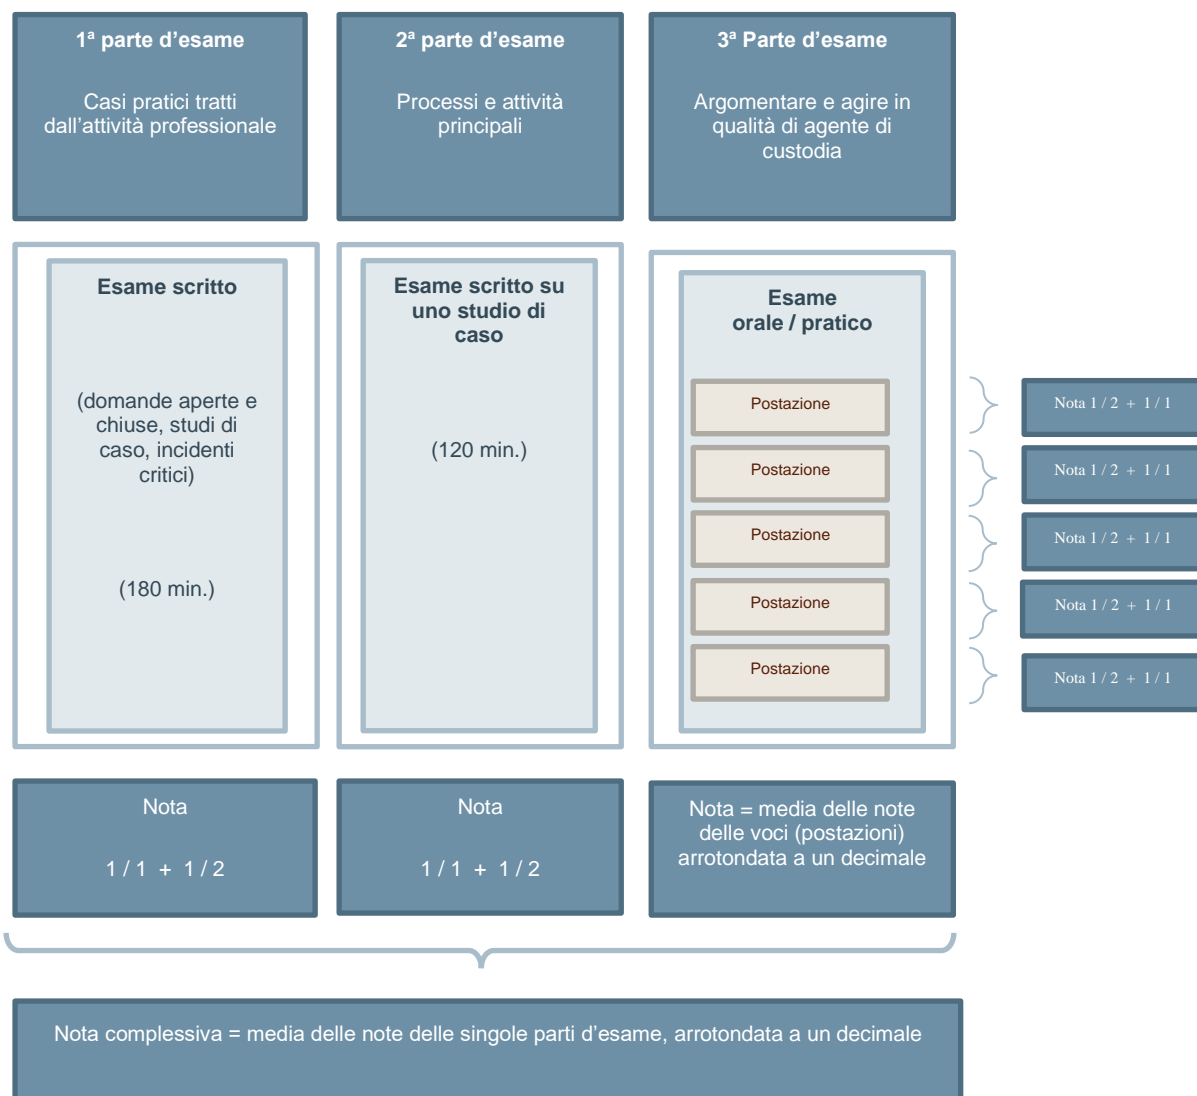 1ª parte d’esame
Casi pratici tratti
dall’attività professionale
2ª parte d’esame
Processi e attività
principali
3ª Parte d’esame
Argomentare e agire in
qualità di agente di
custodia
Esame scritto
(domande aperte e
chiuse, studi di
caso, incidenti
critici)
(180 min.)
Esame scritto su
uno studio di
caso
(120 min.)
Esame
orale / pratico
Postazione
Nota 1 / 2 + 1 / 1
Postazione
Nota 1 / 2 + 1 / 1
Postazione
Nota 1 / 2 + 1 / 1
Postazione
Nota 1 / 2 + 1 / 1
Postazione
Nota 1 / 2 + 1 / 1
Nota
1 / 1 + 1 / 2
Nota
1 / 1 + 1 / 2
Nota = media delle note
delle voci (postazioni)
arrotondata a un decimale
Nota complessiva = media delle note delle singole parti d’esame, arrotondata a un decimale